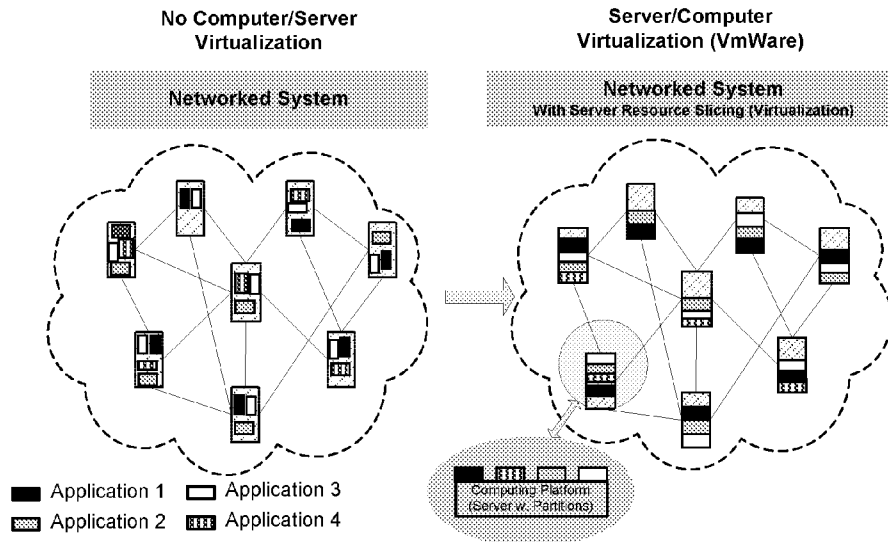 No Computer/Server
Virtualization
Networked System
Server/Computer
Virtualization (VmWare)
Networked System
With Server Resource Slicing (Virtualization)
Application 1
Application 3
Application 2
Application 4
Computing Platform
(Server w. Partitions)